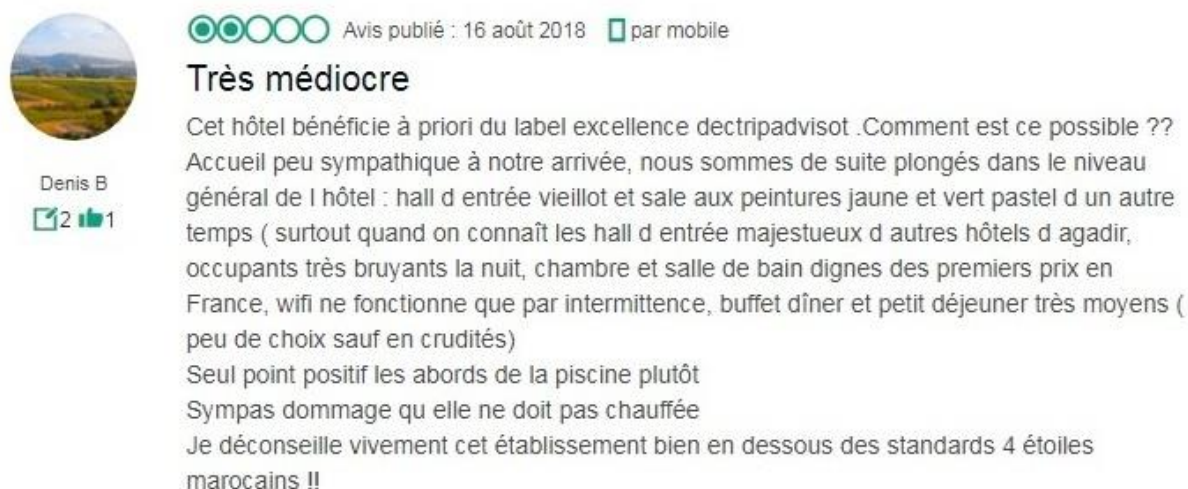 Avis publié : 16 août 2018 par mobile
Très médiocre
Cet hôtel bénéficie à priori du label excellence dectripadvisot .Comment est ce possible ??
Accueil peu sympathique à notre arrivée, nous sommes de suite plongés dans le niveau
général de l hôtel : hall d entrée vieillot et sale aux peintures jaune et vert pastel d un autre
temps ( surtout quand on connaît les hall d entrée majestueux d autres hôtels d agadir,
occupants très bruyants la nuit, chambre et salle de bain dignes des premiers prix en
France, wifi ne fonctionne que par intermittence, buffet dîner et petit déjeuner très moyens (
peu de choix sauf en crudités)
Seul point positif les abords de la piscine plutôt
Sympas dommage qu elle ne doit pas chauffée
Je déconseille vivement cet établissement bien en dessous des standards 4 étoiles
marocains !!
Denis B
2 1